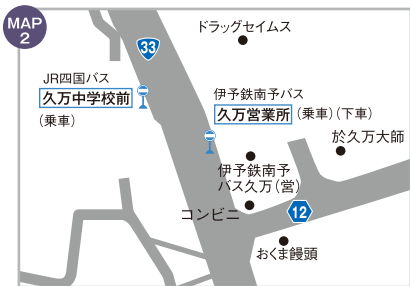 MAP
2
33
ドラッグセイムス
JR四国バス
久万中学校前
(乗車)
伊予鉄南予バス
久万営業所(乗車)(下車)
於久万大師
伊予鉄南予
バス久万(営)
コンビニ
12
おくま饅頭